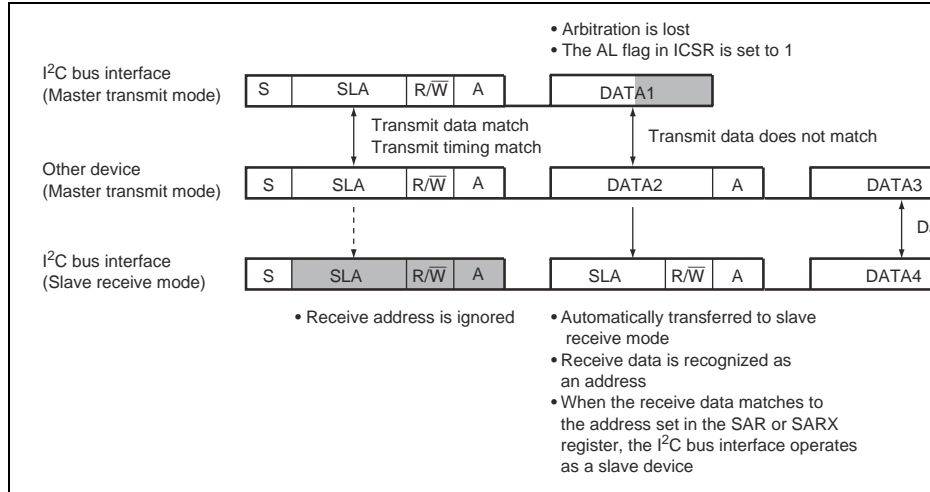 • Arbitration is lost
• The AL flag in ICSR is set to 1
I²C bus interface
(Master transmit mode)
S SLA R/W̅ A DATA1
Transmit data match
Transmit timing match
Transmit data does not match
Other device
(Master transmit mode)
S SLA R/W̅ A DATA2 A DATA3
I²C bus interface
(Slave receive mode)
S SLA R/W̅ A SLA R/W̅ A DATA4
• Receive address is ignored
• Automatically transferred to slave
receive mode
• Receive data is recognized as
an address
• When the receive data matches to
the address set in the SAR or SARX
register, the I²C bus interface operates
as a slave device